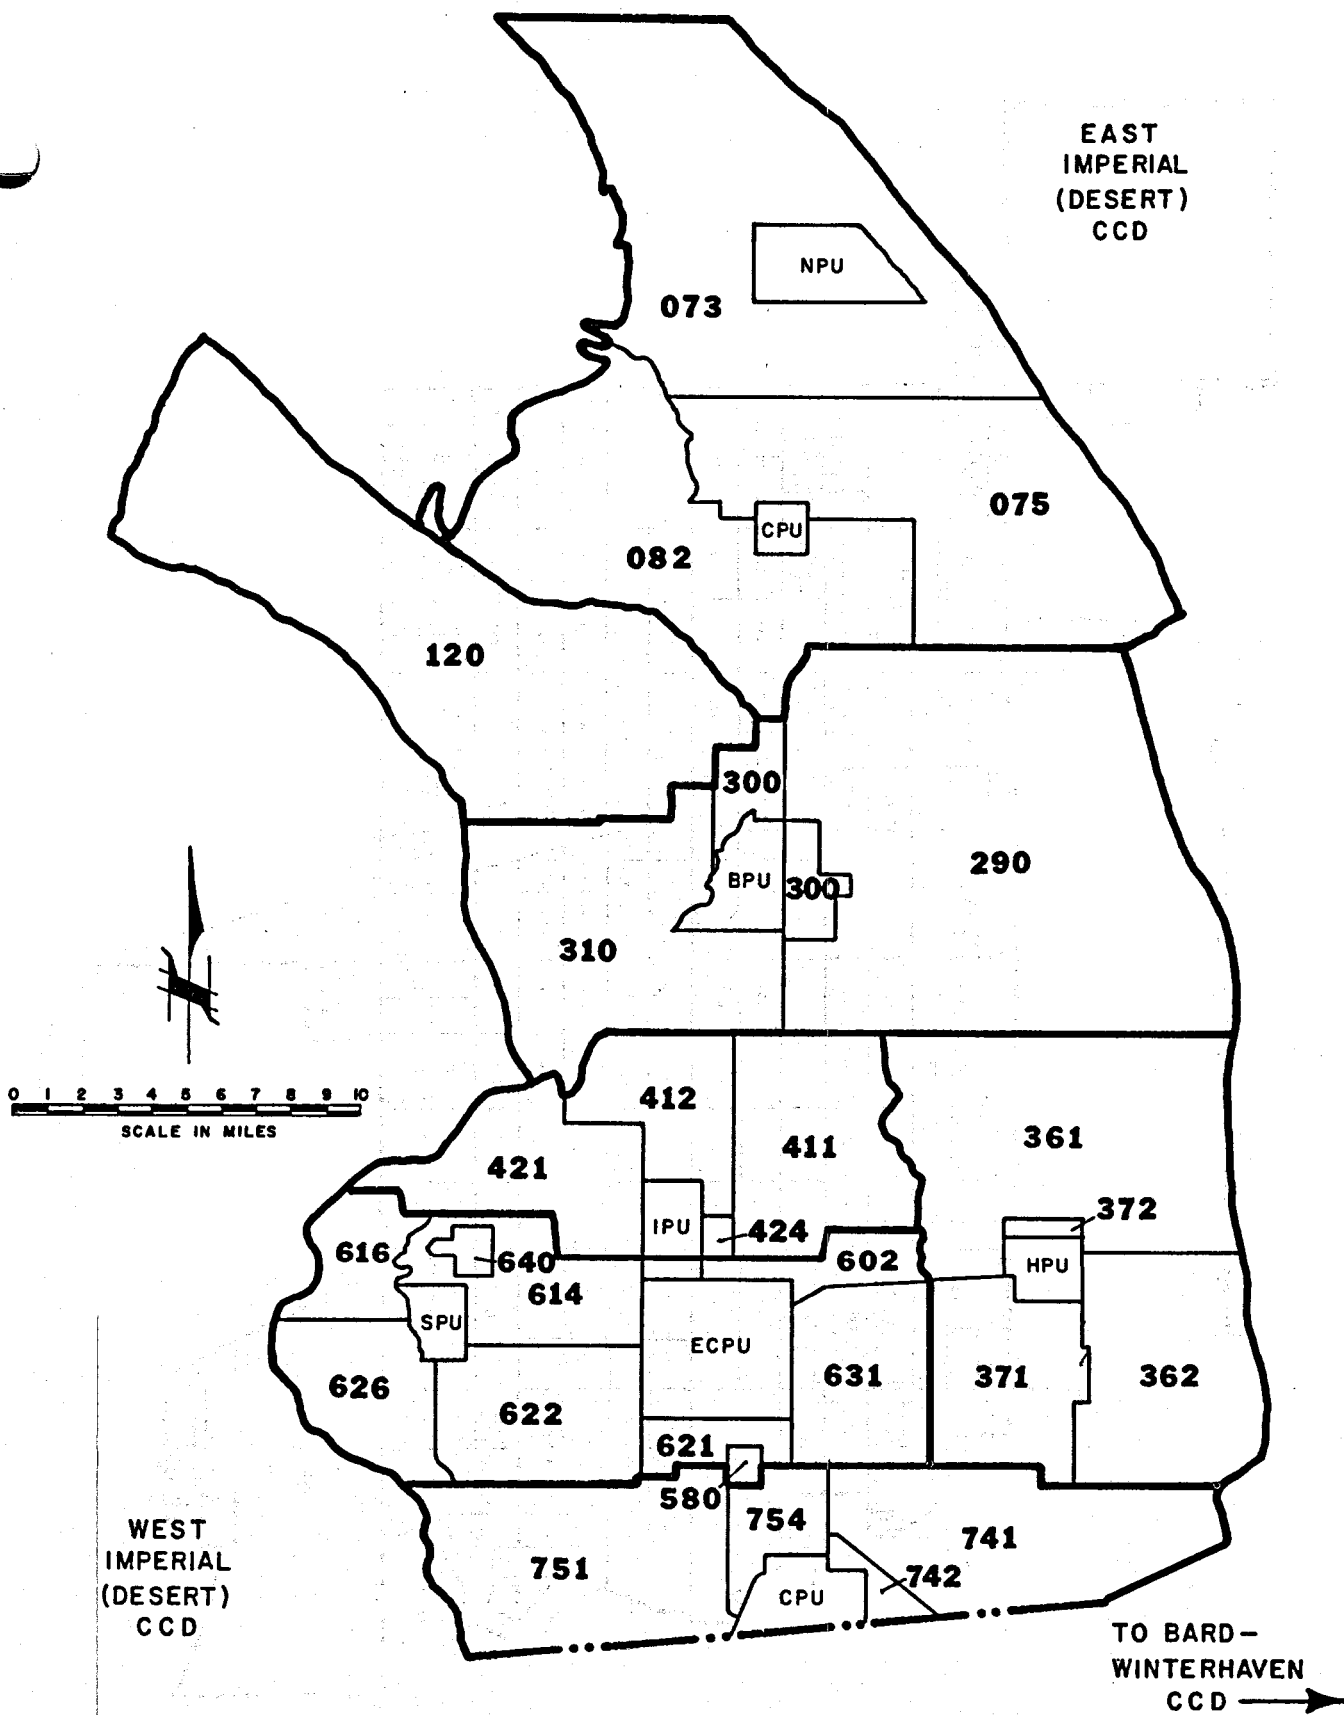 EAST
IMPERIAL
(DESERT)
CCD
NPU
073
075
CPU
082
120
300
290
BPU
300
310
0 1 2 3 4 5 6 7 8 9 10
SCALE IN MILES
412
411
361
421
372
IPU
424
616
640
602
HPU
614
SPU
ECPU
626
631
371
362
622
621
580
754
741
WEST
IMPERIAL
(DESERT)
CCD
751
742
CPU
TO BARD-
WINTERHAVEN
CCD